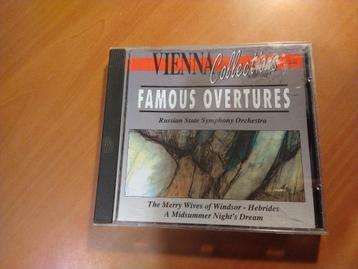 VIENNA
Collection
FAMOUS OVERTURES
Russian State Symphony Orchestra
The Merry Wives of Windsor - Hebrides
A Midsummer Night's Dream